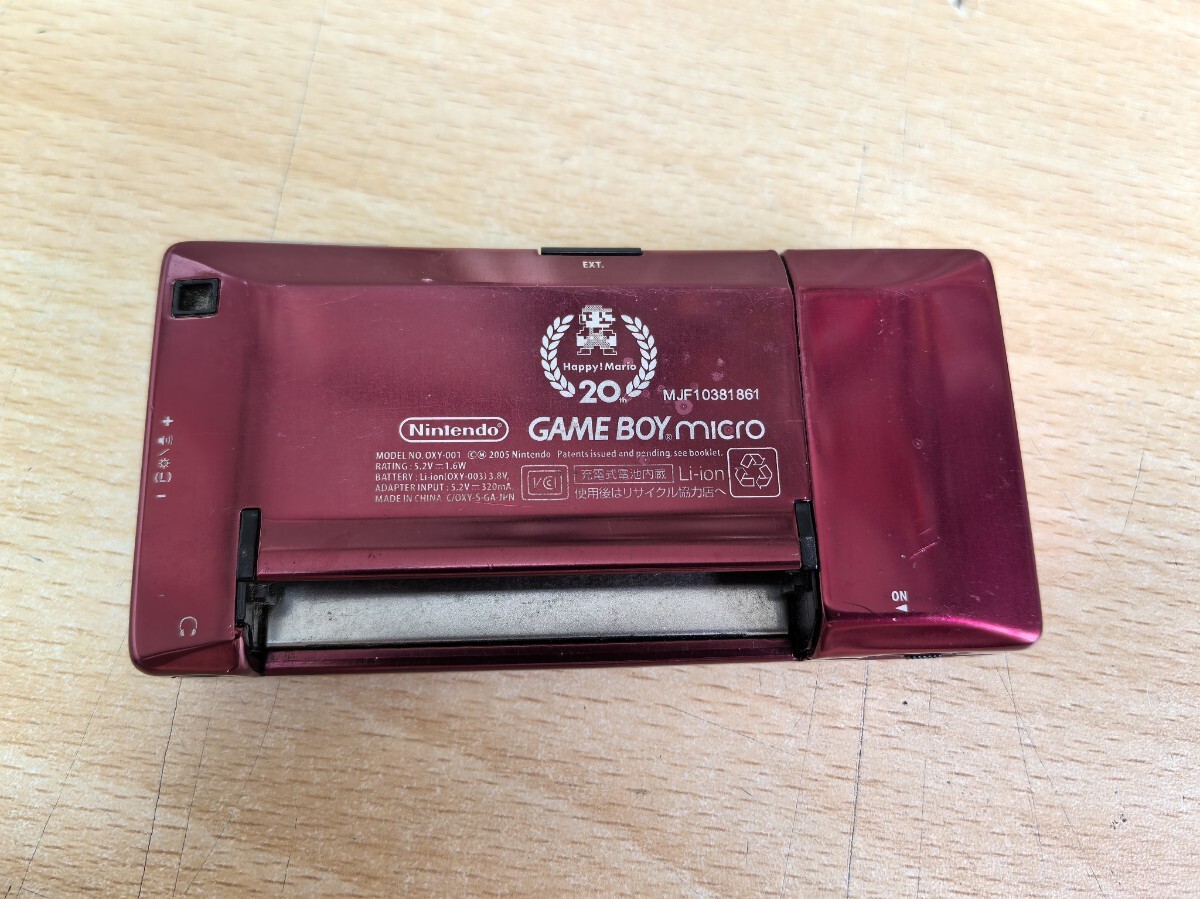 EXT.
Happy! Mario
20th
MJF10381861
Nintendo® GAME BOY® micro
MODEL NO. OXY-001 ©Ⓜ 2005 Nintendo Patents issued and pending, see booklet.
RATING : 5.2V⎓1.6W
BATTERY : Li-ion(OXY-003) 3.8V,
ADAPTER INPUT : 5.2V⎓320mA,
MADE IN CHINA C/OXY-S-GA-JPN
VCI
充電式電池内蔵 Li-ion
使用後はリサイクル協力店へ
+
−
ON